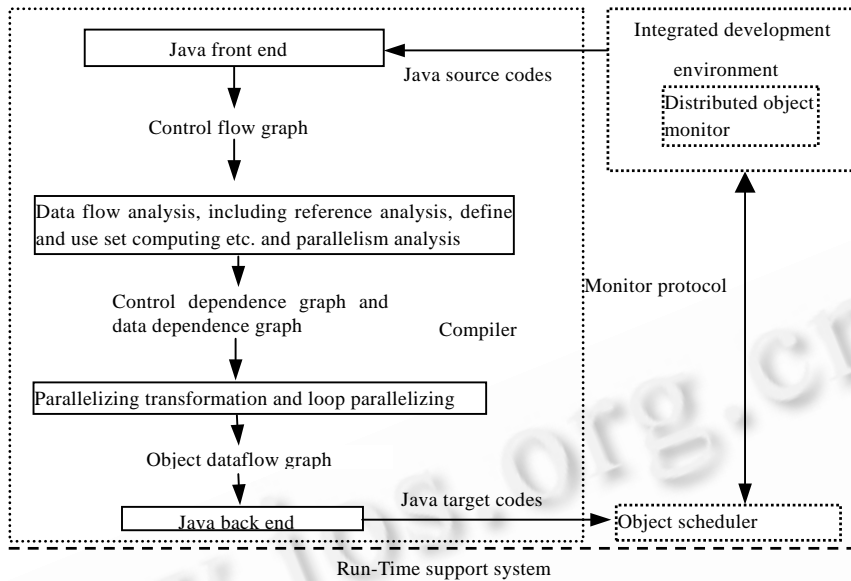 Java front end
Integrated development
environment
Java source codes
Distributed object
monitor
Control flow graph
Data flow analysis, including reference analysis, define
and use set computing etc. and parallelism analysis
Monitor protocol
Control dependence graph and
data dependence graph
Compiler
Parallelizing transformation and loop parallelizing
Object dataflow graph
Java target codes
Java back end
Object scheduler
Run-Time support system
.jos.org.cn